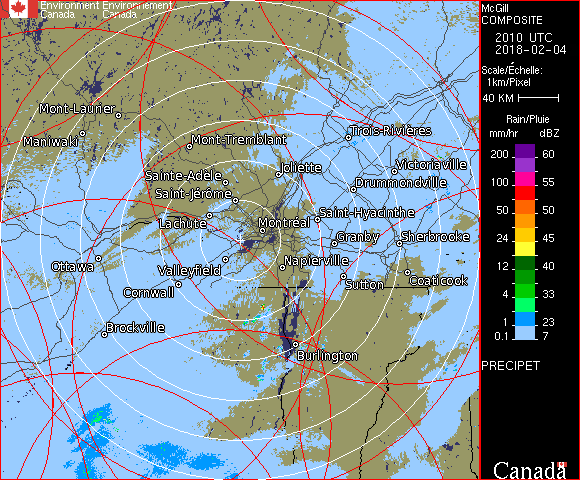 Environment Environnement
Canada Canada
McGill
COMPOSITE
2010 UTC
2018-02-04
Scale/Échelle:
1km/Pixel
40 KM
Rain/Pluie
mm/hr dBZ
200 60
100 55
50 50
24 45
12 40
4 33
1 23
0.1 7
PRECIPET
Canada
Mont-Laurier
Maniwaki
Mont-Tremblant
Trois-Rivières
Joliette
Victoriaville
Sainte-Adèle
Drummondville
Saint-Jérôme
Saint-Hyacinthe
Lachute
Montréal
Granby
Sherbrooke
Ottawa
Valleyfield
Napierville
Cornwall
Sutton
Coaticook
Brockville
Burlington